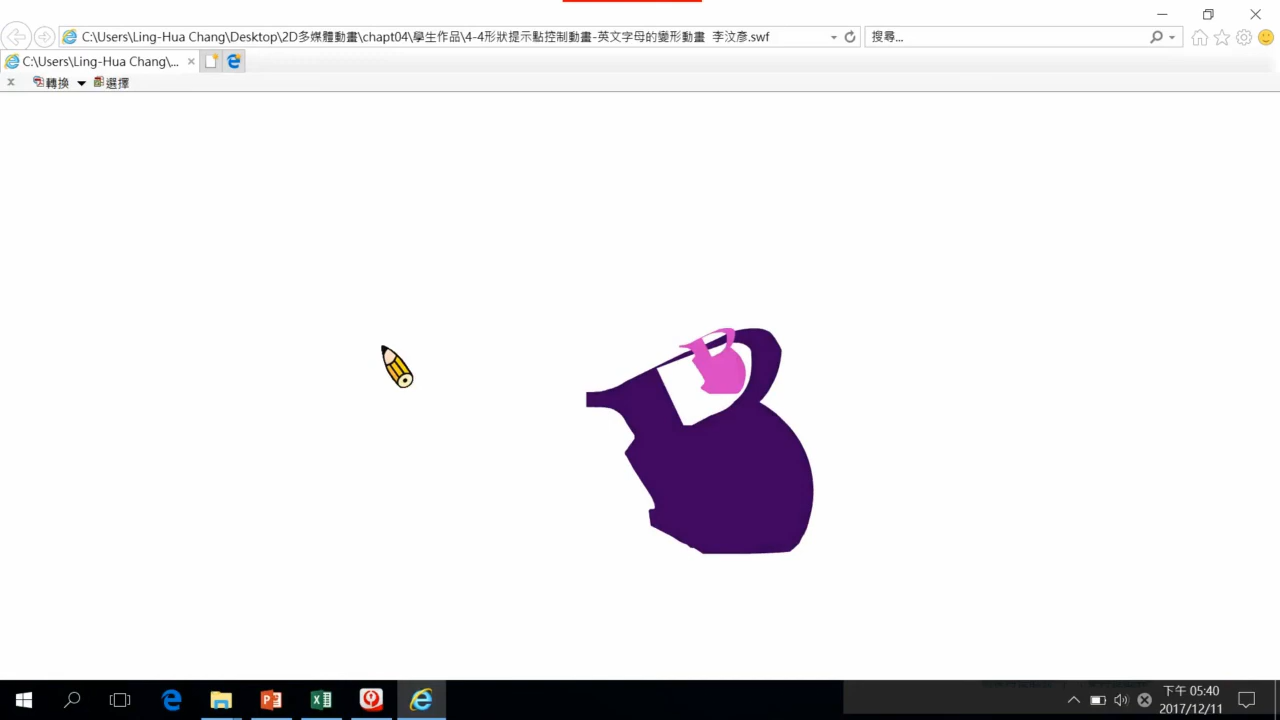 C:\Users\Ling-Hua Chang\Desktop\2D多媒體動畫\chapt04\學生作品\4-4形狀提示點控制動畫-英文字母的變形動畫 李汶彥.swf
搜尋...
C:\Users\Ling-Hua Chang\...
轉換
選擇
下午 05:40
2017/12/11